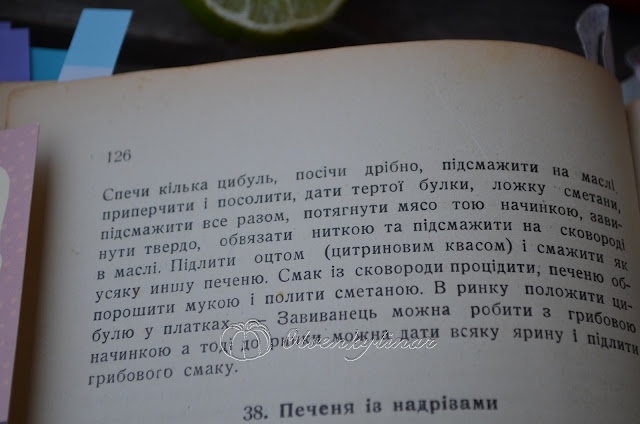 126
Спечи кілька цибуль, посічи дрібно, підсмажити на маслі,
приперчити і посолити, дати тертої булки, ложку сметани,
підсмажити все разом, потягнути мясо тою начинкою, зави-
нути твердо, обвязати ниткою та підсмажити на сковороді
в маслі. Підлити оцтом (цитриновим квасом) і смажити як
усяку иншу печеню. Смак із сковороди процідити, печеню об-
порошити мукою і полити сметаною. В ринку положити ци-
булю у платках. — Завиванець можна робити з грибовою
начинкою а тоді до ринки можна дати всяку ярину і підлити
грибового смаку.
38. Печеня із надрізами